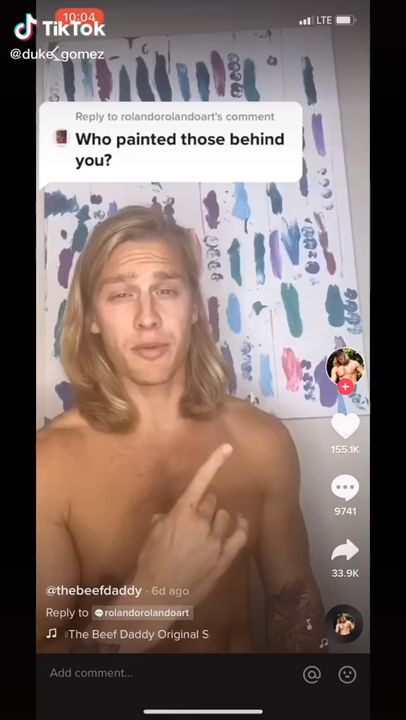 10:04
LTE
TikTok
@duke_gomez
Reply to rolandorolandoart's comment
Who painted those behind
you?
155.1K
9741
33.9K
@thebeefdaddy · 6d ago
Reply to rolandorolandoart
The Beef Daddy Original S
Add comment...